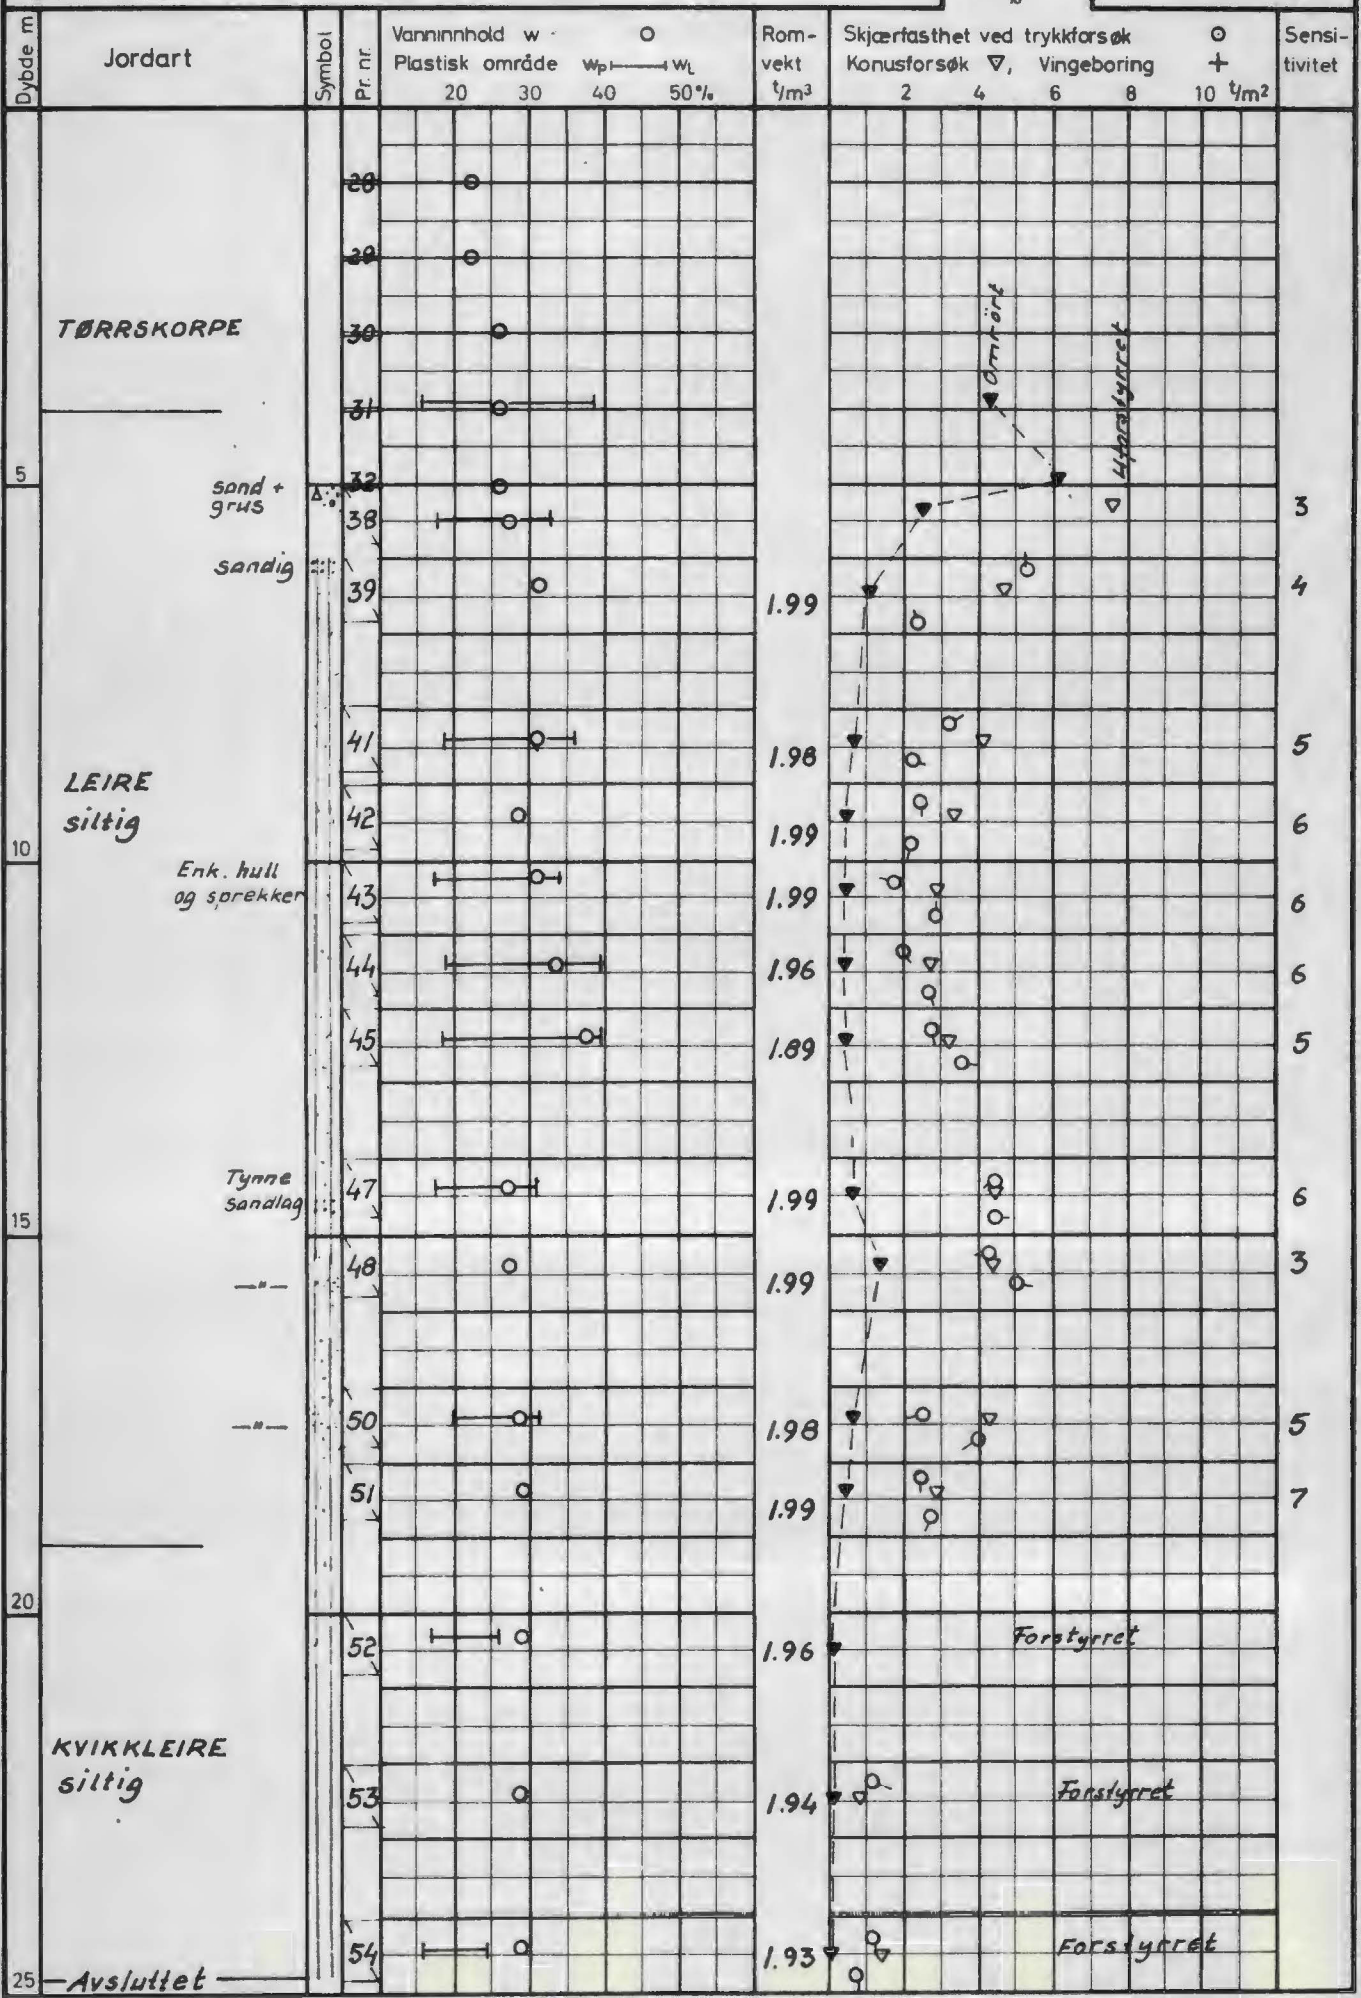 Dybde m
Jordart
Symbol
Pr. nr.
Vanninnhold w
Plastisk område wp wL
20 30 40 50%
Rom-
vekt
t/m³
Skjærfasthet ved trykkforsøk
Konusforsøk ▽, Vingeboring +
2 4 6 8 10 t/m²
Sensi-
tivitet
28
29
TØRRSKORPE
30
Omrört
Uforstyrret
31
5
sand +
grus
32
38
3
sandig
39
1.99
4
41
1.98
5
LEIRE
siltig
42
1.99
6
10
Enk. hull
og sprekker
43
1.99
6
44
1.96
6
45
1.89
5
Tynne
sandlag
47
1.99
6
15
48
1.99
3
—"—
—"—
50
1.98
5
51
1.99
7
20
52
1.96
Forstyrret
KVIKKLEIRE
siltig
53
1.94
Forstyrret
54
1.93
Forstyrret
25
Avsluttet